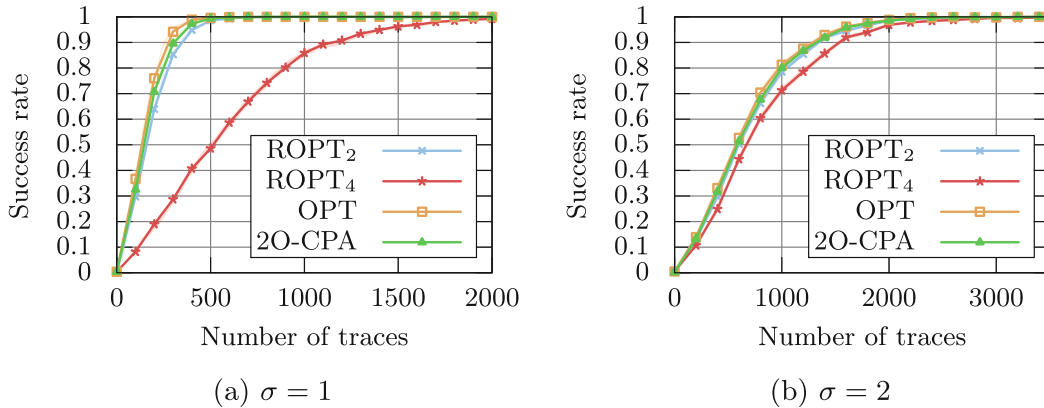 Success rate
1
0.9
0.8
0.7
0.6
0.5
0.4
0.3
0.2
0.1
0
0 500 1000 1500 2000
Number of traces
ROPT₂
ROPT₄
OPT
2O-CPA
(a) σ = 1
Success rate
1
0.9
0.8
0.7
0.6
0.5
0.4
0.3
0.2
0.1
0
0 1000 2000 3000
Number of traces
ROPT₂
ROPT₄
OPT
2O-CPA
(b) σ = 2